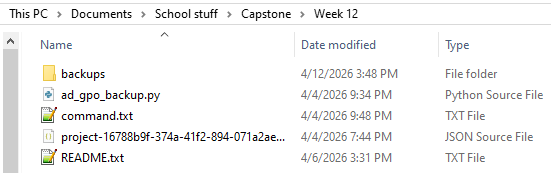 This PC > Documents > School stuff > Capstone > Week 12
Name Date modified Type
backups 4/12/2026 3:48 PM File folder
ad_gpo_backup.py 4/4/2026 9:34 PM Python Source File
command.txt 4/4/2026 9:48 PM TXT File
project-16788b9f-374a-41f2-894-071a2ae... 4/4/2026 7:44 PM JSON Source File
README.txt 4/6/2026 3:31 PM TXT File